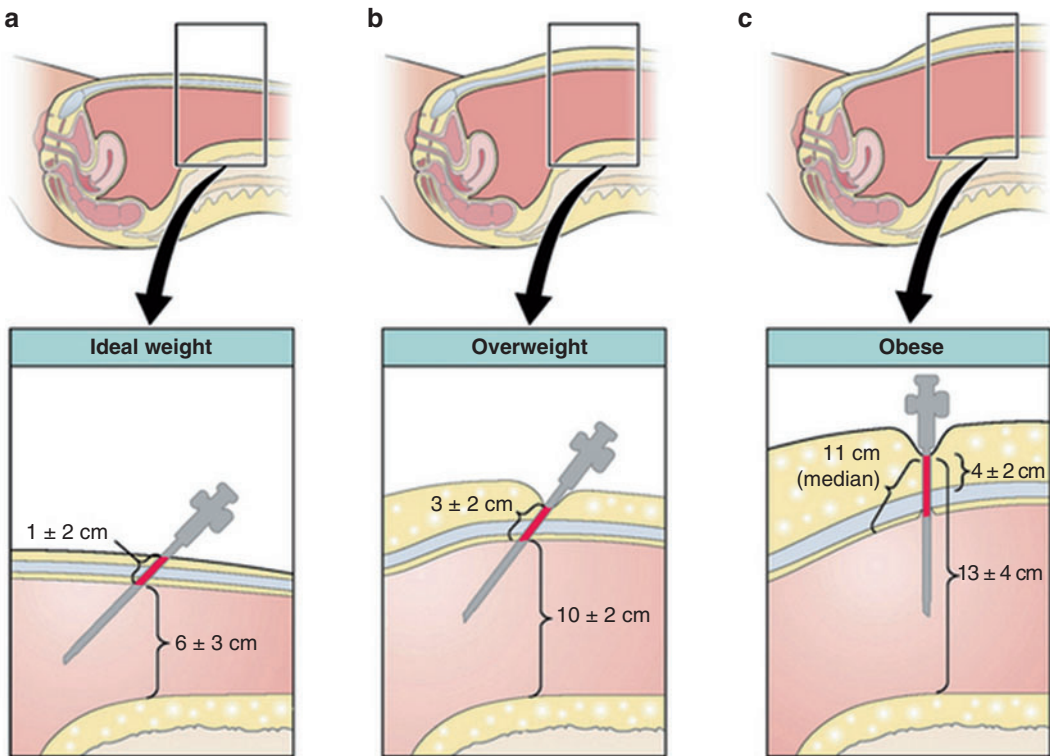 a
b
c
Ideal weight
Overweight
Obese
1 ± 2 cm
6 ± 3 cm
3 ± 2 cm
10 ± 2 cm
11 cm
(median)
4 ± 2 cm
13 ± 4 cm